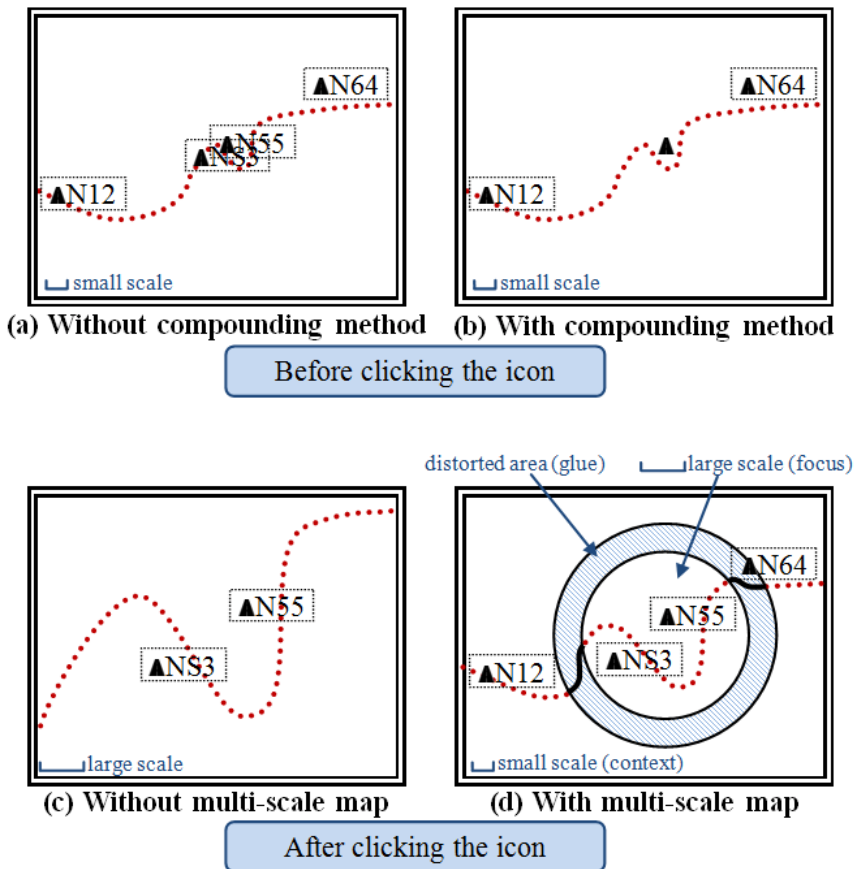 N64
N55
NS3
N12
small scale
(a) Without compounding method
N64
N12
small scale
(b) With compounding method
Before clicking the icon
distorted area (glue)
large scale (focus)
N55
NS3
large scale
(c) Without multi-scale map
N64
N55
NS3
N12
small scale (context)
(d) With multi-scale map
After clicking the icon